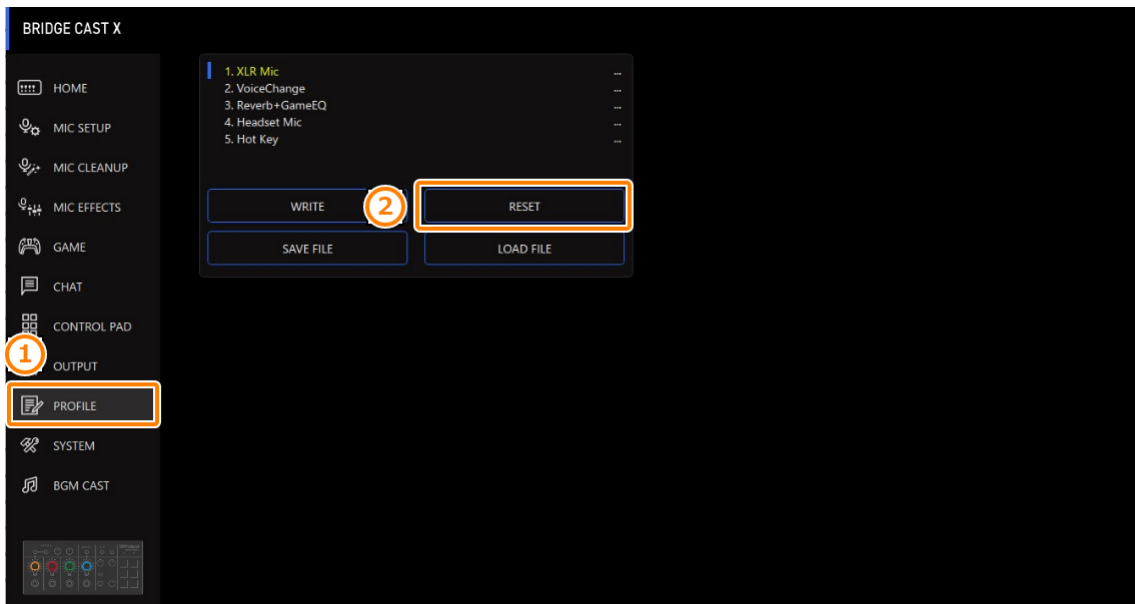 BRIDGE CAST X
HOME
MIC SETUP
MIC CLEANUP
MIC EFFECTS
GAME
CHAT
CONTROL PAD
1
OUTPUT
PROFILE
SYSTEM
BGM CAST
1. XLR Mic ...
2. VoiceChange ...
3. Reverb+GameEQ ...
4. Headset Mic ...
5. Hot Key ...
WRITE 2 RESET
SAVE FILE LOAD FILE